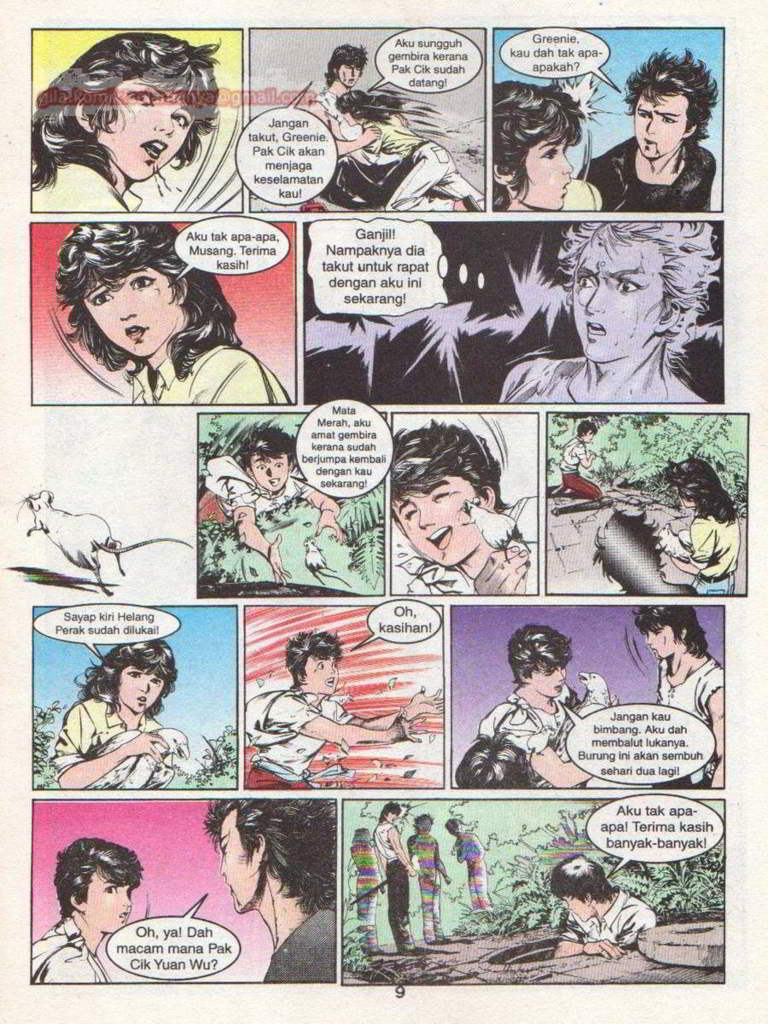 Aku sungguh
gembira kerana
Pak Cik sudah
datang!
Jangan
takut, Greenie.
Pak Cik akan
menjaga
keselamatan
kau!
Greenie,
kau dah tak apa-
apakah?
Aku tak apa-apa,
Musang. Terima
kasih!
Ganjil!
Nampaknya dia
takut untuk rapat
dengan aku ini
sekarang!
Mata
Merah, aku
amat gembira
kerana sudah
berjumpa kembali
dengan kau
sekarang!
Sayap kiri Helang
Perak sudah dilukai!
Oh,
kasihan!
Jangan kau
bimbang. Aku dah
membalut lukanya.
Burung ini akan sembuh
sehari dua lagi!
Oh, ya! Dah
macam mana Pak
Cik Yuan Wu?
Aku tak apa-
apa! Terima kasih
banyak-banyak!
9